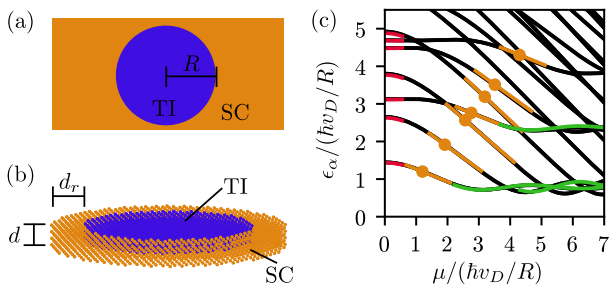 (a)
R
TI
SC
(b)
d_r
TI
d
SC
(c)
ϵ_α/(ħv_D/R)
5
4
3
2
1
0
0 1 2 3 4 5 6 7
μ/(ħv_D/R)